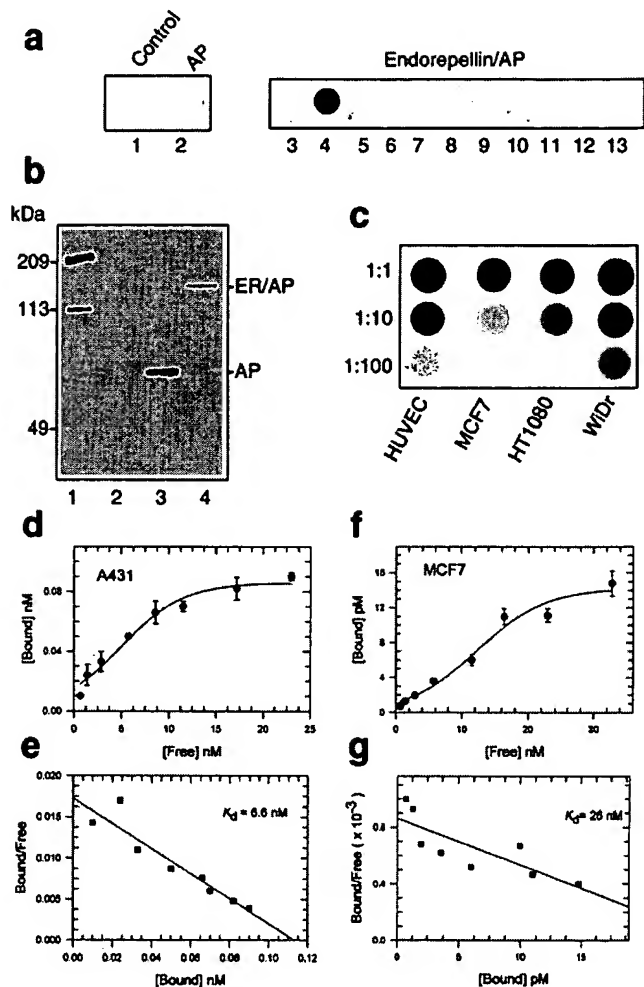 a
Control
AP
1 2
Endorepellin/AP
3 4 5 6 7 8 9 10 11 12 13
b
kDa
209
113
49
ER/AP
AP
1 2 3 4
c
1:1
1:10
1:100
HUVEC
MCF7
HT1080
WiDr
d
A431
[Bound] nM
0.08
0.04
0.00
0 5 10 15 20 25
[Free] nM
f
MCF7
[Bound] pM
15
12
8
4
0
0 10 20 30
[Free] nM
e
Kd = 6.6 nM
Bound/Free
0.020
0.015
0.010
0.005
0.000
0.00 0.02 0.04 0.06 0.08 0.10 0.12
[Bound] nM
g
Kd = 26 nM
Bound/Free ( x 10⁻³)
0.8
0.4
0.0
0 5 10 15
[Bound] pM